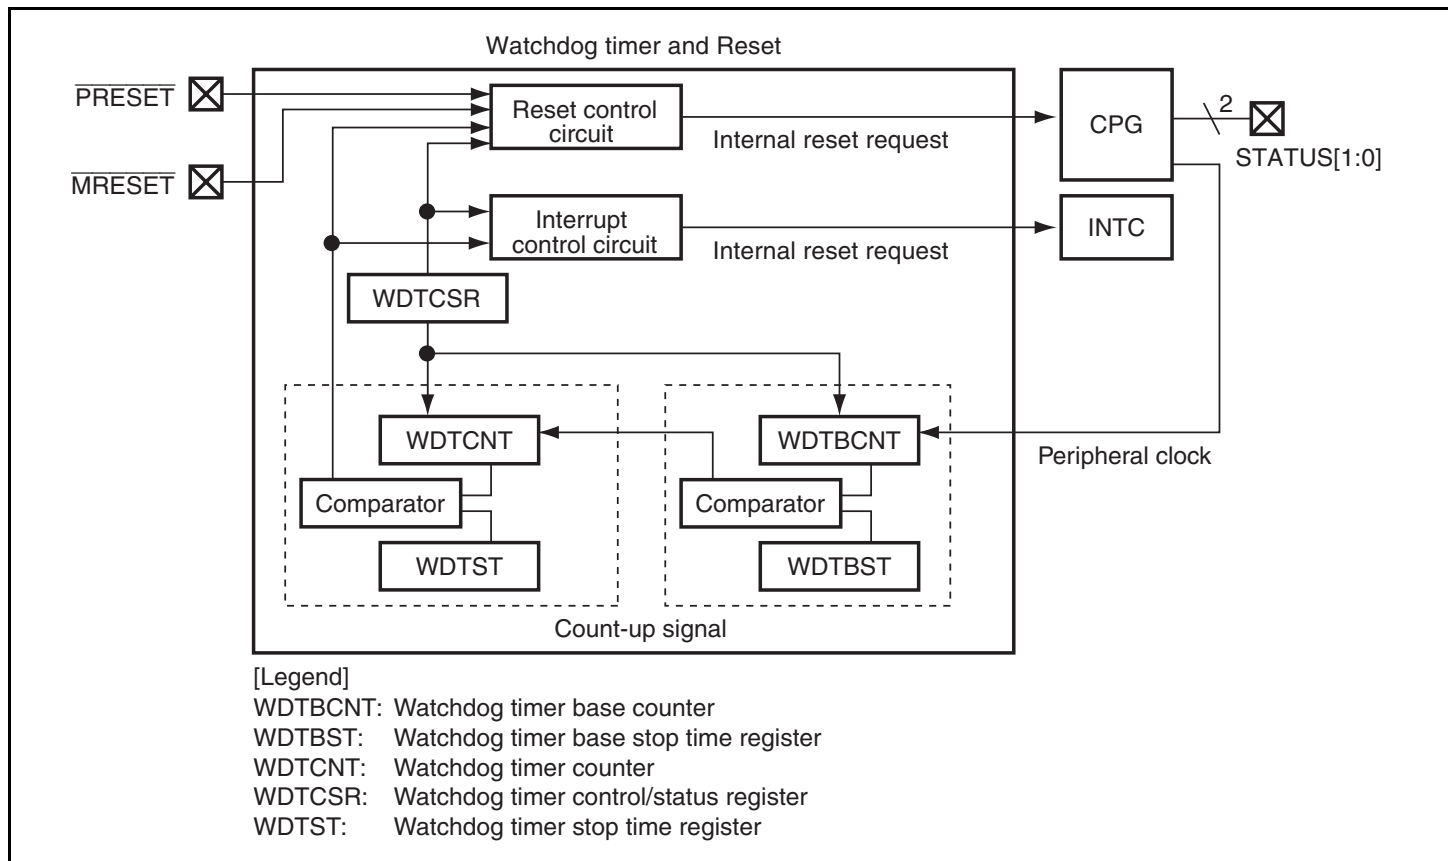 Watchdog timer and Reset
PRESET
MRESET
Reset control
circuit
Internal reset request
CPG
2
STATUS[1:0]
Interrupt
control circuit
Internal reset request
INTC
WDTCSR
WDTCNT
WDTBCNT
Peripheral clock
Comparator
Comparator
WDTST
WDTBST
Count-up signal
[Legend]
WDTBCNT: Watchdog timer base counter
WDTBST: Watchdog timer base stop time register
WDTCNT: Watchdog timer counter
WDTCSR: Watchdog timer control/status register
WDTST: Watchdog timer stop time register